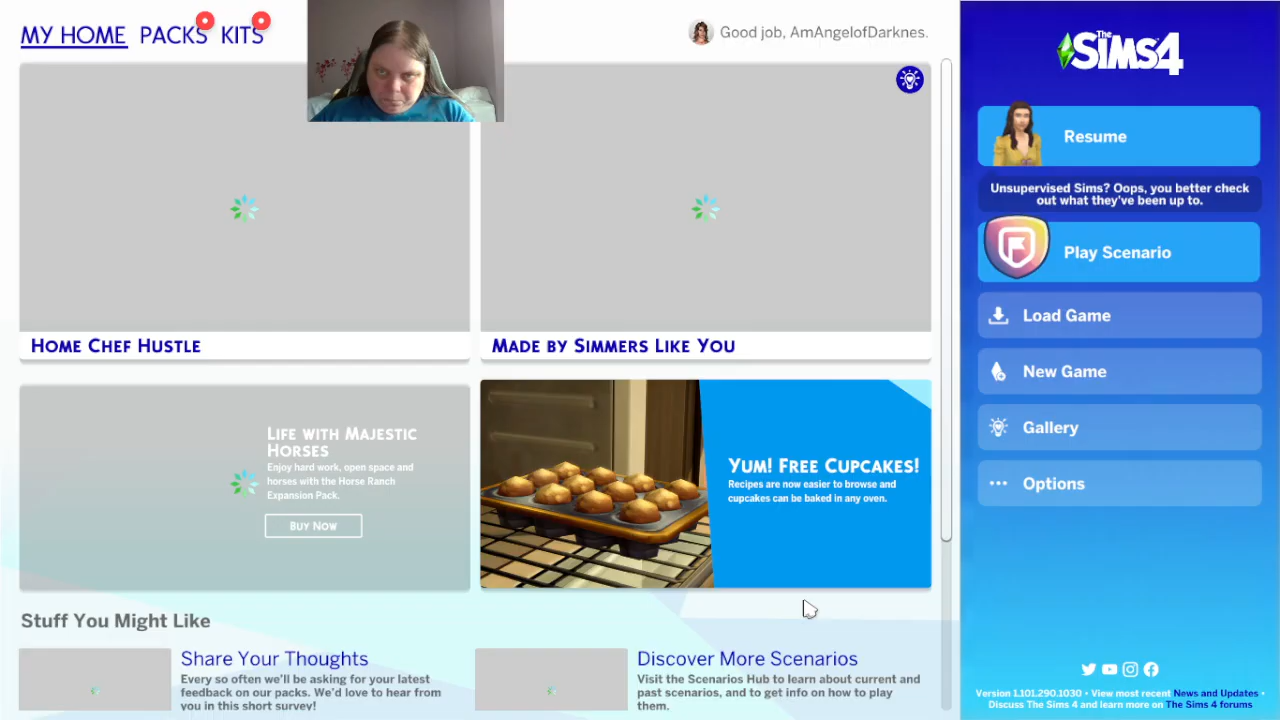 MY HOME PACKS KITS
Good job, AmAngelofDarknes.
HOME CHEF HUSTLE
MADE BY SIMMERS LIKE YOU
LIFE WITH MAJESTIC
HORSES
Enjoy hard work, open space and
horses with the Horse Ranch
Expansion Pack.
Buy Now
YUM! FREE CUPCAKES!
Recipes are now easier to browse and
cupcakes can be baked in any oven.
Stuff You Might Like
Share Your Thoughts
Every so often we'll be asking for your latest
feedback on our packs. We'd love to hear from
you in this short survey!
Discover More Scenarios
Visit the Scenarios Hub to learn about current and
past scenarios, and to get info on how to play
them.
The SIMS 4
Resume
Unsupervised Sims? Oops, you better check
out what they've been up to.
Play Scenario
Load Game
New Game
Gallery
Options
Version 1.101.290.1030 • View most recent News and Updates •
Discuss The Sims 4 and learn more on The Sims 4 forums